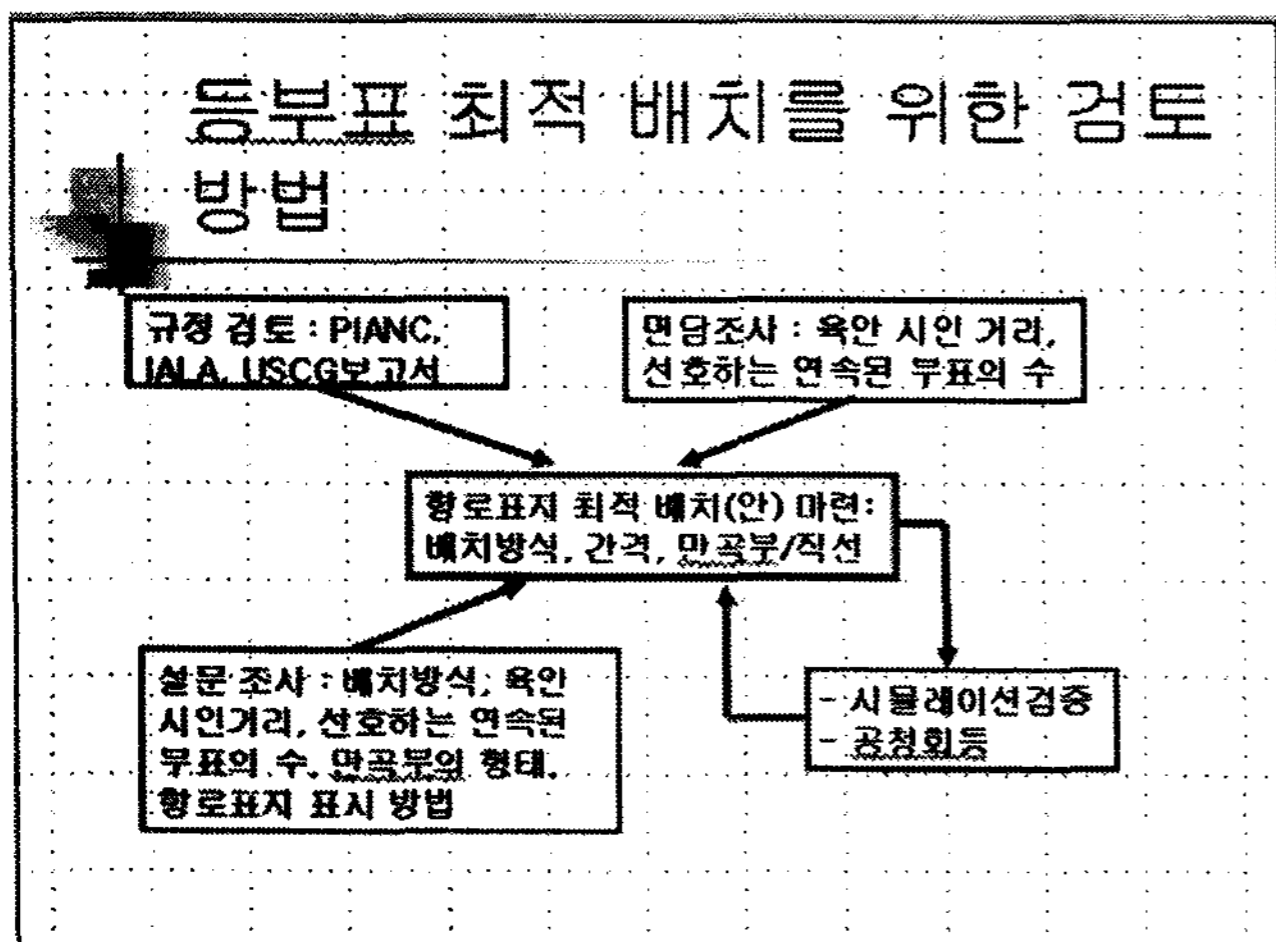 등부표 최적 배치를 위한 검토
방법
규정 검토 : PIANC,
IALA, USCG보고서
면담조사 : 육안 시인 거리,
선호하는 연속된 부표의 수
항로표지 최적 배치(안) 마련:
배치방식, 간격, 만곡부/직선
설문 조사 : 배치방식, 육안
시인거리, 선호하는 연속된
부표의 수, 만곡부의 형태,
항로표지 표시 방법
- 시뮬레이션검증
- 공청회등